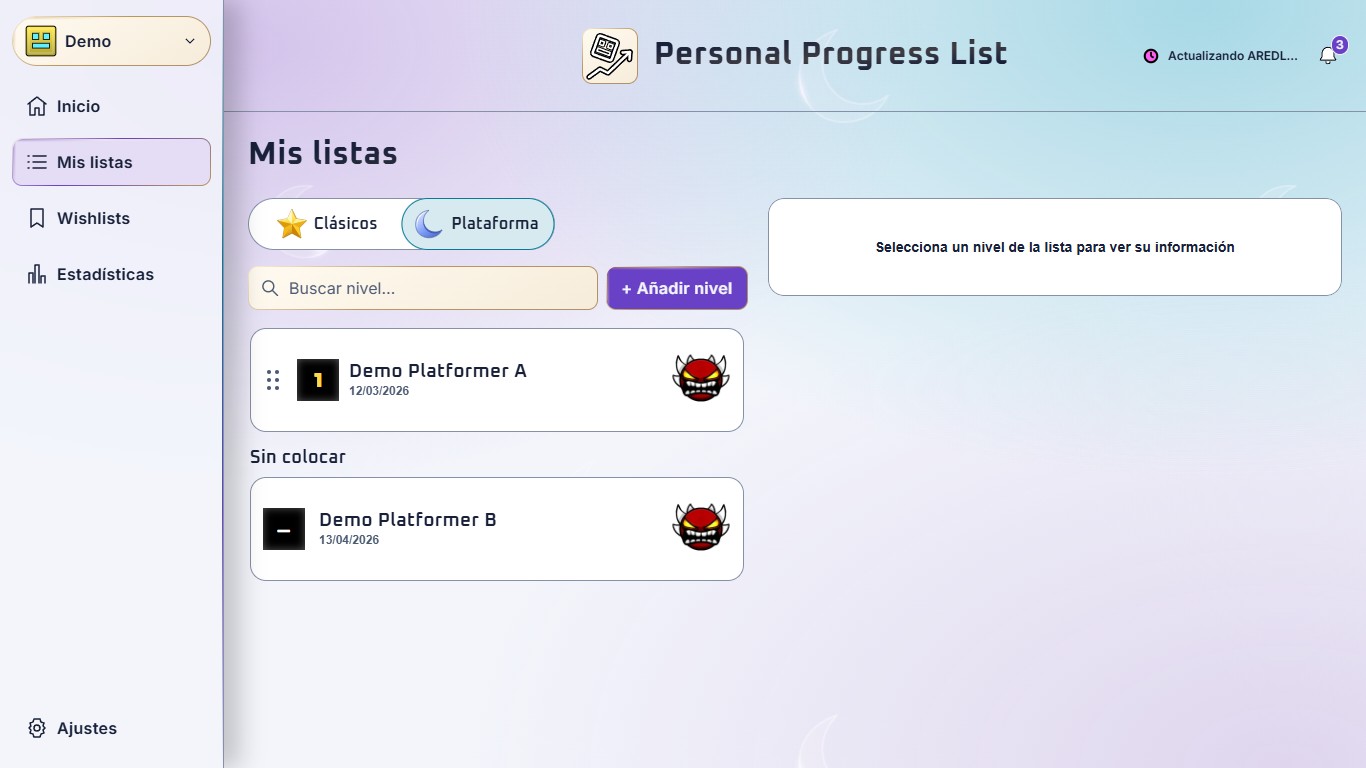 Demo
Inicio
Mis listas
Wishlists
Estadísticas
Ajustes
Personal Progress List
Actualizando AREDL...
3
Mis listas
Clásicos
Plataforma
Buscar nivel...
+ Añadir nivel
1
Demo Platformer A
12/03/2026
Sin colocar
–
Demo Platformer B
13/04/2026
Selecciona un nivel de la lista para ver su información